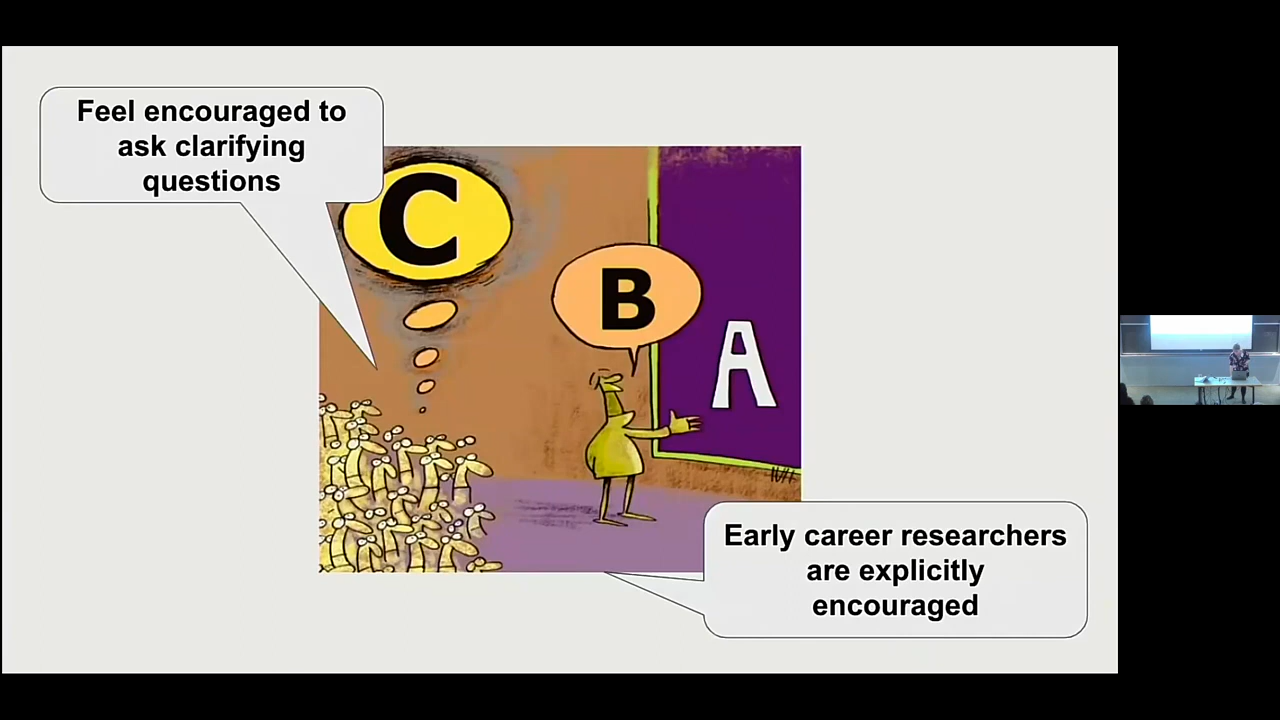 Feel encouraged to
ask clarifying
questions
C
B
A
Early career researchers
are explicitly
encouraged